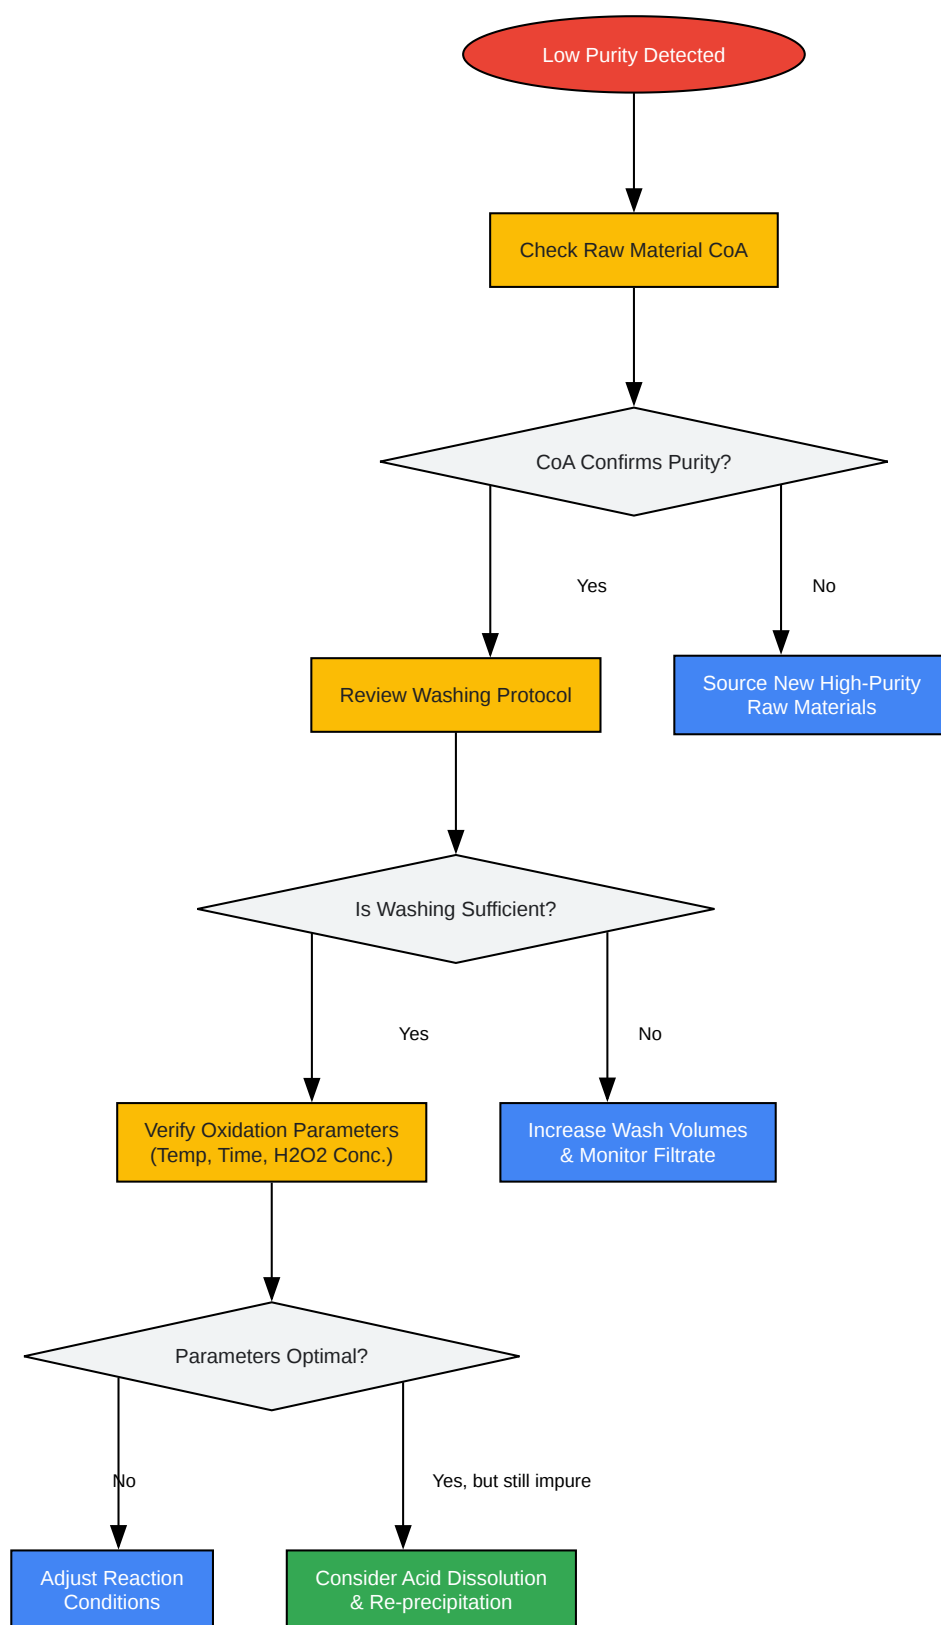 Low Purity Detected
Check Raw Material CoA
CoA Confirms Purity?
Yes
No
Review Washing Protocol
Source New High-Purity
Raw Materials
Is Washing Sufficient?
Yes
No
Verify Oxidation Parameters
(Temp, Time, H2O2 Conc.)
Increase Wash Volumes
& Monitor Filtrate
Parameters Optimal?
No
Yes, but still impure
Adjust Reaction
Conditions
Consider Acid Dissolution
& Re-precipitation